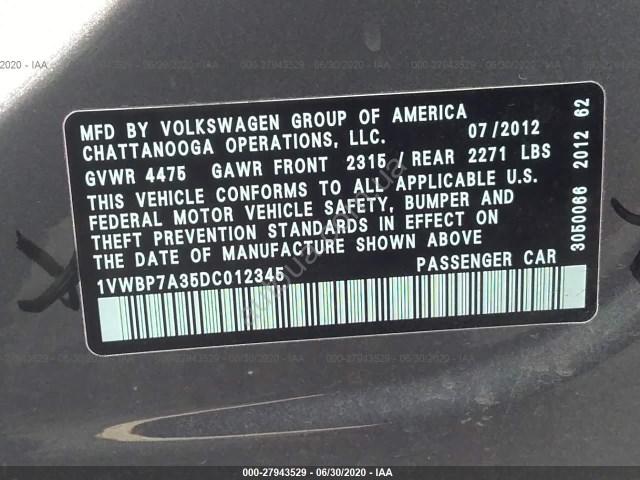 MFD BY VOLKSWAGEN GROUP OF AMERICA
CHATTANOOGA OPERATIONS, LLC. 07/2012
GVWR 4475 GAWR FRONT 2315/REAR 2271 LBS
THIS VEHICLE CONFORMS TO ALL APPLICABLE U.S.
FEDERAL MOTOR VEHICLE SAFETY, BUMPER AND
THEFT PREVENTION STANDARDS IN EFFECT ON
THE DATE OF MANUFACTURE SHOWN ABOVE
1VWBP7A35DC012345 PASSENGER CAR
3050066 2012 62
000-27943529 - 06/30/2020 - IAA